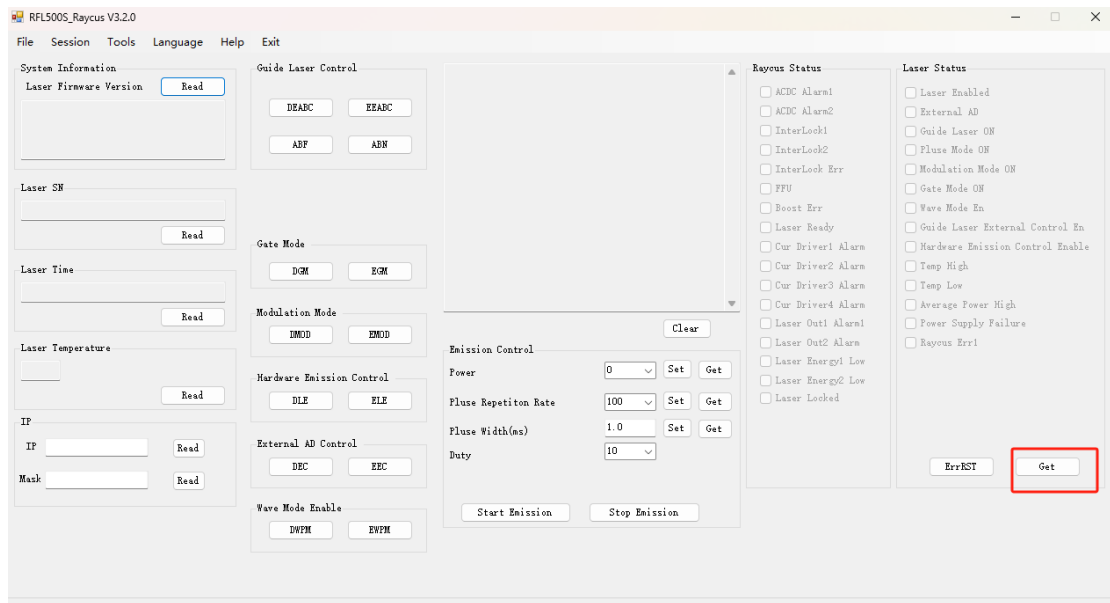 RFL500S_Raycus V3.2.0
File Session Tools Language Help Exit
System Information
Laser Firmware Version Read
Laser SN
Read
Laser Time
Read
Laser Temperature
Read
IP
IP Read
Mask Read
Guide Laser Control
DEABC EEABC
ABF ABN
Gate Mode
DGM EGM
Modulation Mode
DMOD EMOD
Hardware Emission Control
DLE ELE
External AD Control
DEC EEC
Wave Mode Enable
DWPM EWPM
Clear
Emission Control
Power 0 Set Get
Pluse Repetiton Rate 100 Set Get
Pluse Width(ms) 1.0 Set Get
Duty 10
Start Emission Stop Emission
Raycus Status
ACDC Alarm1
ACDC Alarm2
InterLock1
InterLock2
InterLock Err
FFU
Boost Err
Laser Ready
Cur Driver1 Alarm
Cur Driver2 Alarm
Cur Driver3 Alarm
Cur Driver4 Alarm
Laser Out1 Alarm1
Laser Out2 Alarm
Laser Energy1 Low
Laser Energy2 Low
Laser Locked
Laser Status
Laser Enabled
External AD
Guide Laser ON
Pluse Mode ON
Modulation Mode ON
Gate Mode ON
Wave Mode En
Guide Laser External Control En
Hardware Emission Control Enable
Temp High
Temp Low
Average Power High
Power Supply Failure
Raycus Err1
ErrRST Get